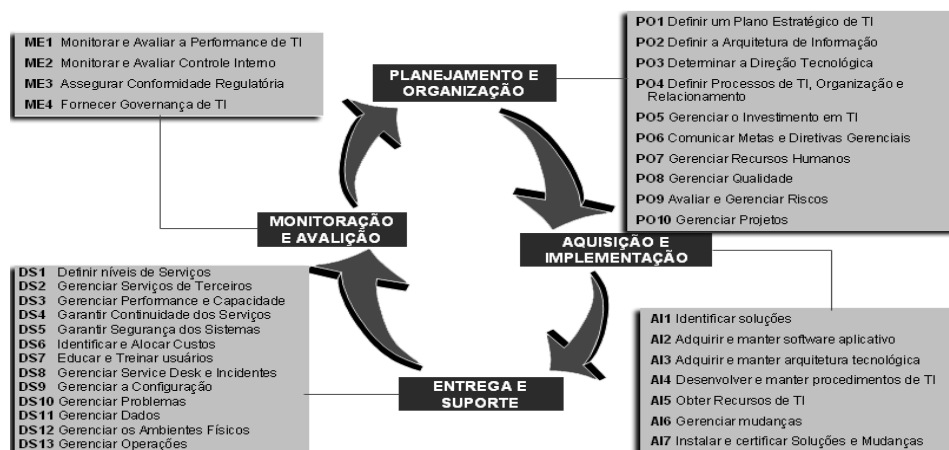 ME1 Monitorar e Avaliar a Performance de TI
ME2 Monitorar e Avaliar Controle Interno
ME3 Assegurar Conformidade Regulatória
ME4 Fornecer Governança de TI
PLANEJAMENTO E
ORGANIZAÇÃO
PO1 Definir um Plano Estratégico de TI
PO2 Definir a Arquitetura de Informação
PO3 Determinar a Direção Tecnológica
PO4 Definir Processos de TI, Organização e
Relacionamento
PO5 Gerenciar o Investimento em TI
PO6 Comunicar Metas e Diretivas Gerenciais
PO7 Gerenciar Recursos Humanos
PO8 Gerenciar Qualidade
PO9 Avaliar e Gerenciar Riscos
PO10 Gerenciar Projetos
MONITORAÇÃO
E AVALIÇÃO
AQUISIÇÃO E
IMPLEMENTAÇÃO
DS1 Definir níveis de Serviços
DS2 Gerenciar Serviços de Terceiros
DS3 Gerenciar Performance e Capacidade
DS4 Garantir Continuidade dos Serviços
DS5 Garantir Segurança dos Sistemas
DS6 Identificar e Alocar Custos
DS7 Educar e Treinar usuários
DS8 Gerenciar Service Desk e Incidentes
DS9 Gerenciar a Configuração
DS10 Gerenciar Problemas
DS11 Gerenciar Dados
DS12 Gerenciar os Ambientes Físicos
DS13 Gerenciar Operações
ENTREGA E
SUPORTE
AI1 Identificar soluções
AI2 Adquirir e manter software aplicativo
AI3 Adquirir e manter arquitetura tecnológica
AI4 Desenvolver e manter procedimentos de TI
AI5 Obter Recursos de TI
AI6 Gerenciar mudanças
AI7 Instalar e certificar Soluções e Mudanças